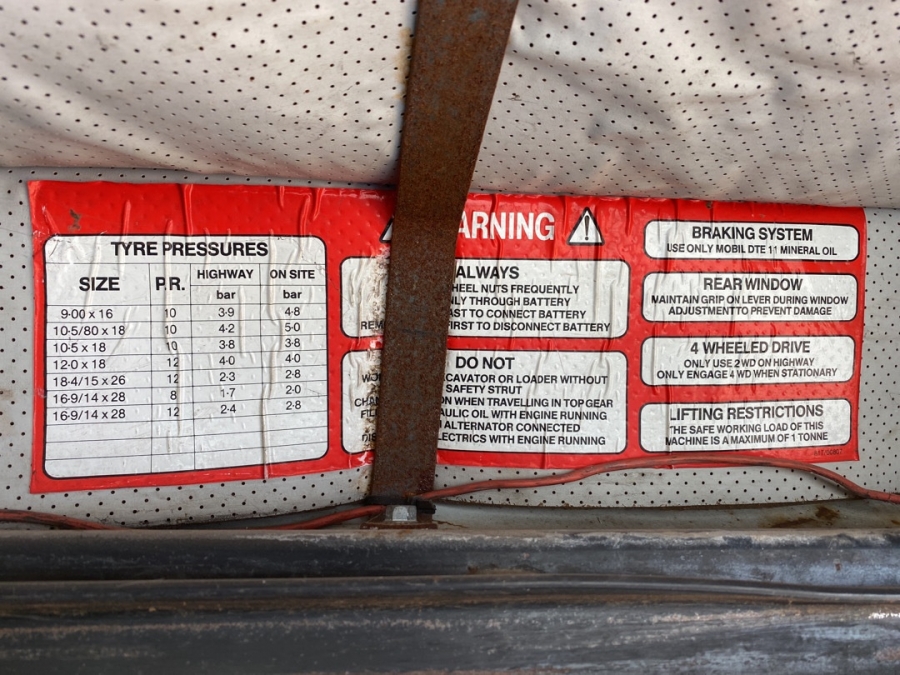 TYRE PRESSURES
SIZE P.R. HIGHWAY bar ON SITE bar
9·00 x 16 10 3·9 4·8
10·5/80 x 18 10 4·2 5·0
10·5 x 18 10 3·8 3·8
12·0 x 18 12 4·0 4·0
18·4/15 x 26 12 2·3 2·8
16·9/14 x 28 8 1·7 2·0
16·9/14 x 28 12 2·4 2·8
ARNING
ALWAYS
HEEL NUTS FREQUENTLY
LY THROUGH BATTERY
AST TO CONNECT BATTERY
REM FIRST TO DISCONNECT BATTERY
DO NOT
WO CAVATOR OR LOADER WITHOUT
SAFETY STRUT
CHA ON WHEN TRAVELLING IN TOP GEAR
FIL AULIC OIL WITH ENGINE RUNNING
ALTERNATOR CONNECTED
DIS LECTRICS WITH ENGINE RUNNING
BRAKING SYSTEM
USE ONLY MOBIL DTE 11 MINERAL OIL
REAR WINDOW
MAINTAIN GRIP ON LEVER DURING WINDOW
ADJUSTMENT TO PREVENT DAMAGE
4 WHEELED DRIVE
ONLY USE 2 WD ON HIGHWAY
ONLY ENGAGE 4 WD WHEN STATIONARY
LIFTING RESTRICTIONS
THE SAFE WORKING LOAD OF THIS
MACHINE IS A MAXIMUM OF 1 TONNE